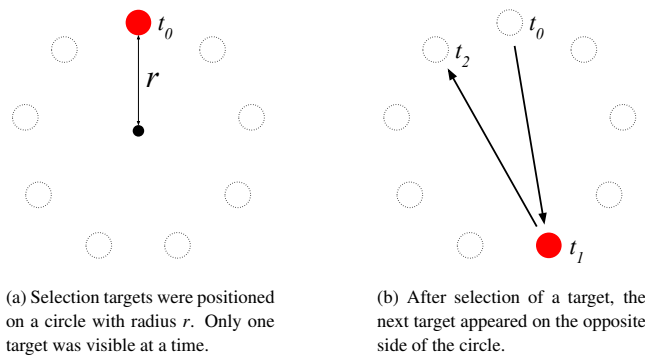 t0
r
(a) Selection targets were positioned
on a circle with radius r. Only one
target was visible at a time.
t0
t2
t1
(b) After selection of a target, the
next target appeared on the opposite
side of the circle.